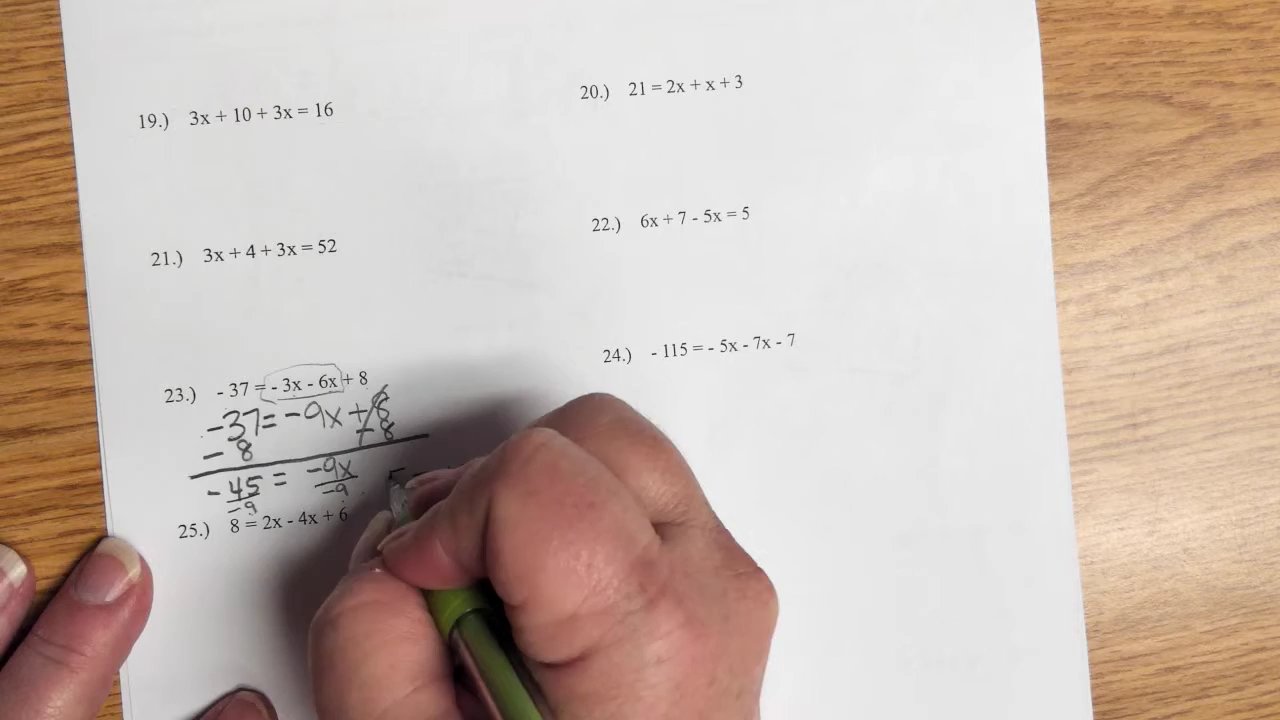 19.) 3x + 10 + 3x = 16
20.) 21 = 2x + x + 3
21.) 3x + 4 + 3x = 52
22.) 6x + 7 - 5x = 5
23.) - 37 = - 3x - 6x + 8
-37 = -9x + 8
- 8 - 8
-45 = -9x
-9 -9
24.) - 115 = - 5x - 7x - 7
25.) 8 = 2x - 4x + 6